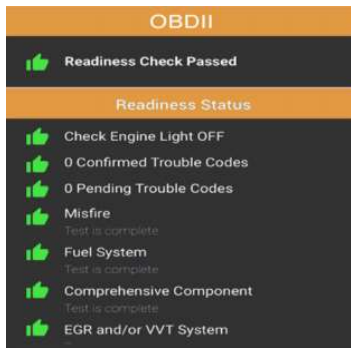 OBDII
Readiness Check Passed
Readiness Status
Check Engine Light OFF
0 Confirmed Trouble Codes
0 Pending Trouble Codes
Misfire
Test is complete
Fuel System
Test is complete
Comprehensive Component
Test is complete
EGR and/or VVT System